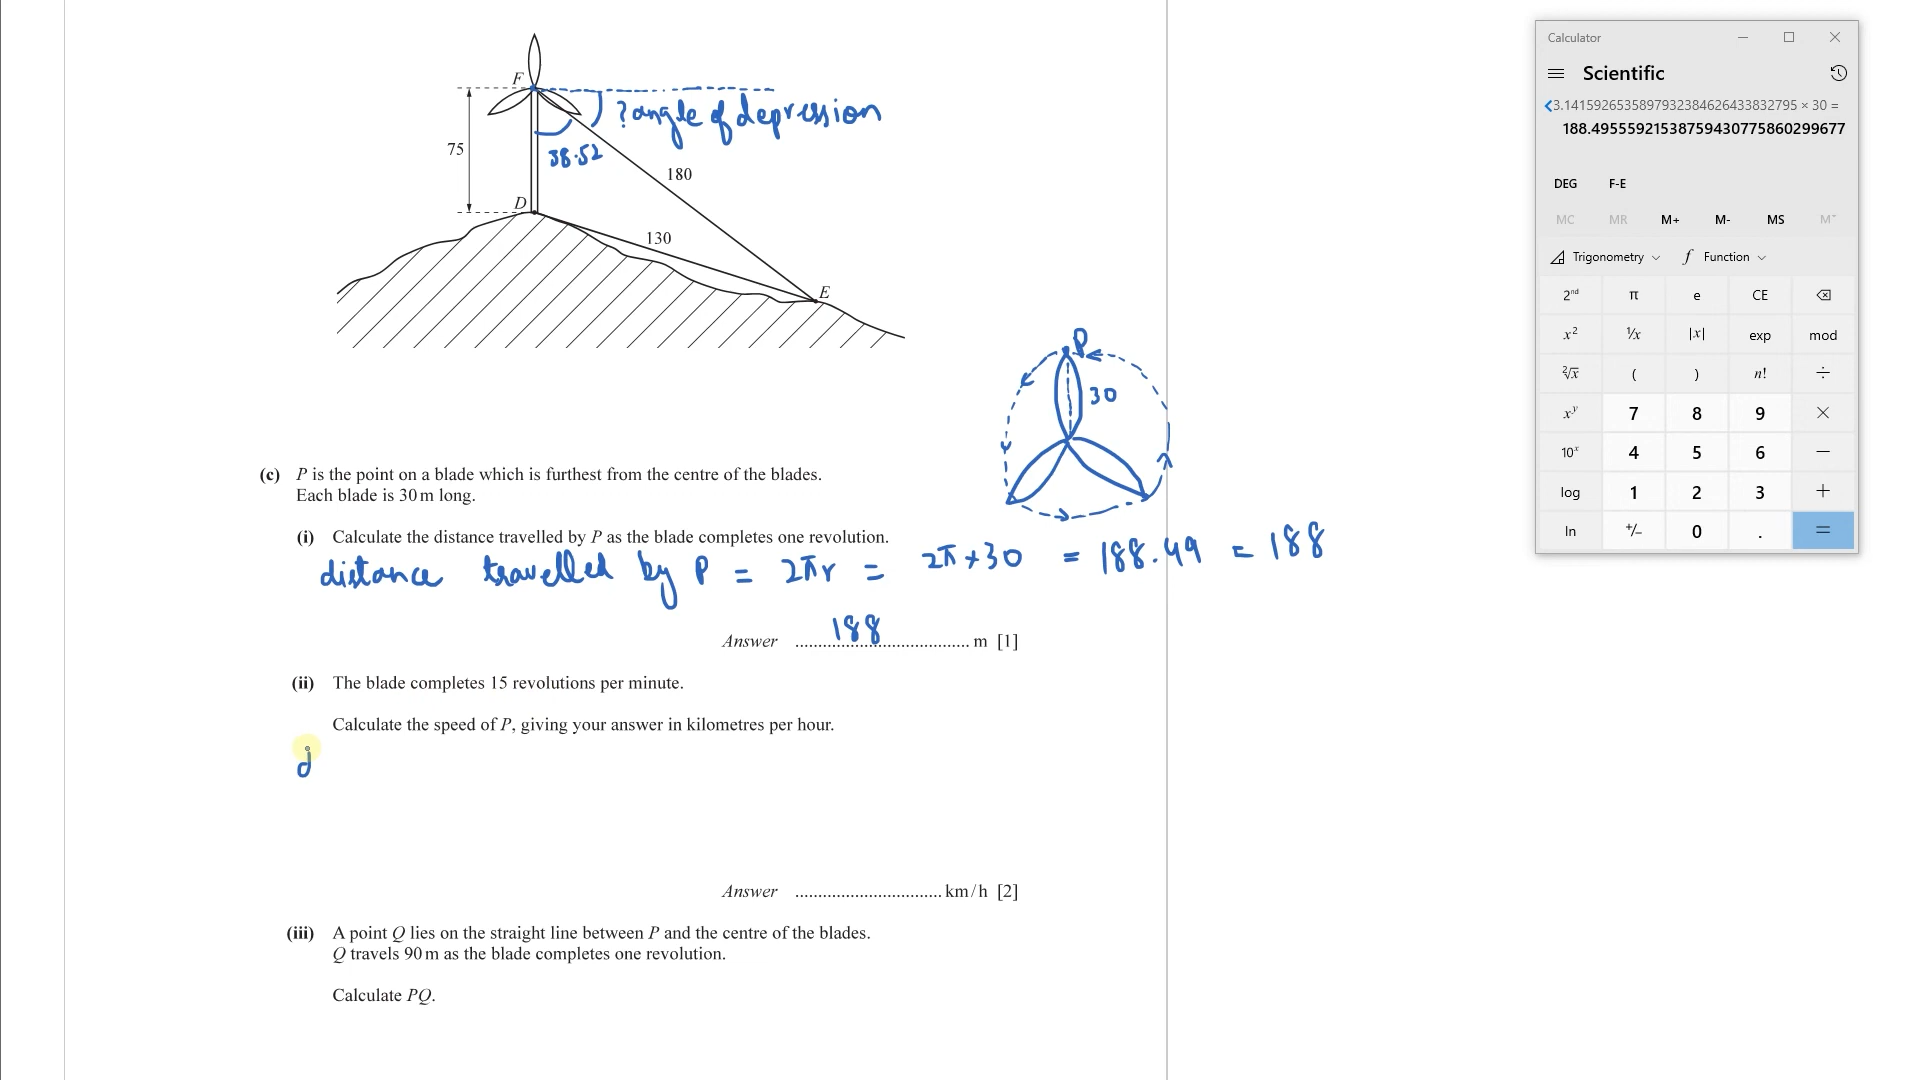 F
? angle of depression
75
38.52
180
D
130
E
P
30
(c) P is the point on a blade which is furthest from the centre of the blades.
Each blade is 30 m long.
(i) Calculate the distance travelled by P as the blade completes one revolution.
distance travelled by P = 2πr = 2π×30 = 188.49 = 188
188
Answer ..................................... m [1]
(ii) The blade completes 15 revolutions per minute.
Calculate the speed of P, giving your answer in kilometres per hour.
d
Answer ................................ km/h [2]
(iii) A point Q lies on the straight line between P and the centre of the blades.
Q travels 90 m as the blade completes one revolution.
Calculate PQ.
Calculator
Scientific
3.1415926535897932384626433832795 × 30 =
188.49555921538759430775860299677
DEG F-E
MC MR M+ M- MS M˅
Trigonometry f Function
2nd π e CE
x² ¹/x |x| exp mod
²√x ( ) n! ÷
xʸ 7 8 9 ×
10ˣ 4 5 6 −
log 1 2 3 +
ln +/− 0 . =